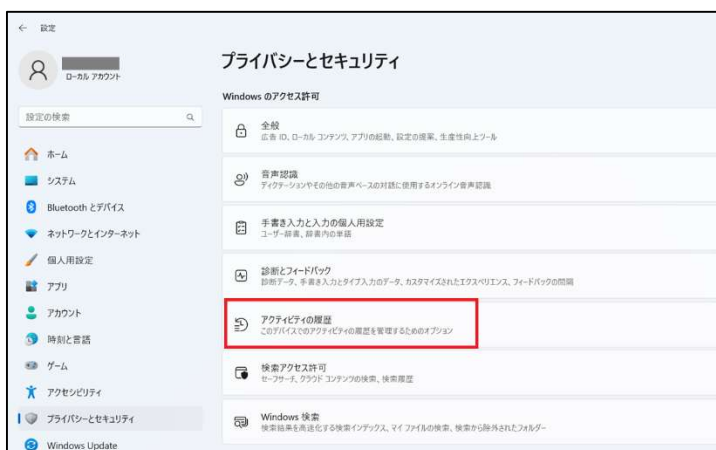 ← 設定
ローカル アカウント
設定の検索
ホーム
システム
Bluetooth とデバイス
ネットワークとインターネット
個人用設定
アプリ
アカウント
時刻と言語
ゲーム
アクセシビリティ
プライバシーとセキュリティ
Windows Update
プライバシーとセキュリティ
Windows のアクセス許可
全般
広告 ID、ローカル コンテンツ、アプリの起動、設定の提案、生産性向上ツール
音声認識
ディクテーションやその他の音声ベースの対話に使用するオンライン音声認識
手書き入力と入力の個人用設定
ユーザー辞書、辞書内の単語
診断とフィードバック
診断データ、手書き入力とタイプ入力のデータ、カスタマイズされたエクスペリエンス、フィードバックの間隔
アクティビティの履歴
このデバイスでのアクティビティの履歴を管理するためのオプション
検索アクセス許可
セーフサーチ、クラウド コンテンツの検索、検索履歴
Windows 検索
検索結果を高速化する検索インデックス、マイ ファイルの検索、検索から除外されたフォルダー